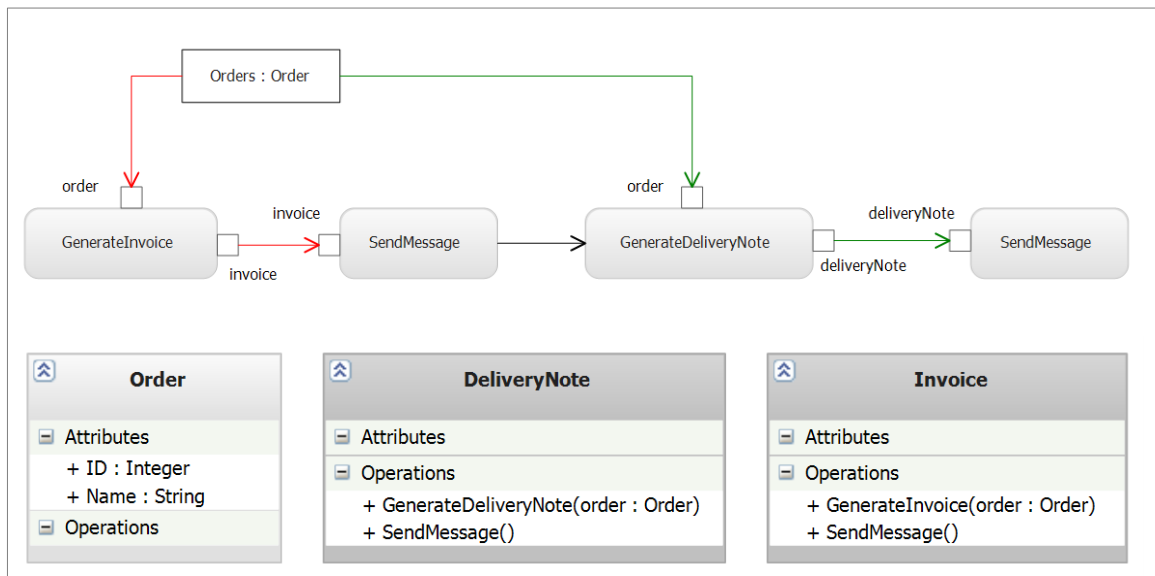 Orders : Order
order
order
invoice
deliveryNote
GenerateInvoice
SendMessage
GenerateDeliveryNote
SendMessage
invoice
deliveryNote
Order
Attributes
+ ID : Integer
+ Name : String
Operations
DeliveryNote
Attributes
Operations
+ GenerateDeliveryNote(order : Order)
+ SendMessage()
Invoice
Attributes
Operations
+ GenerateInvoice(order : Order)
+ SendMessage()